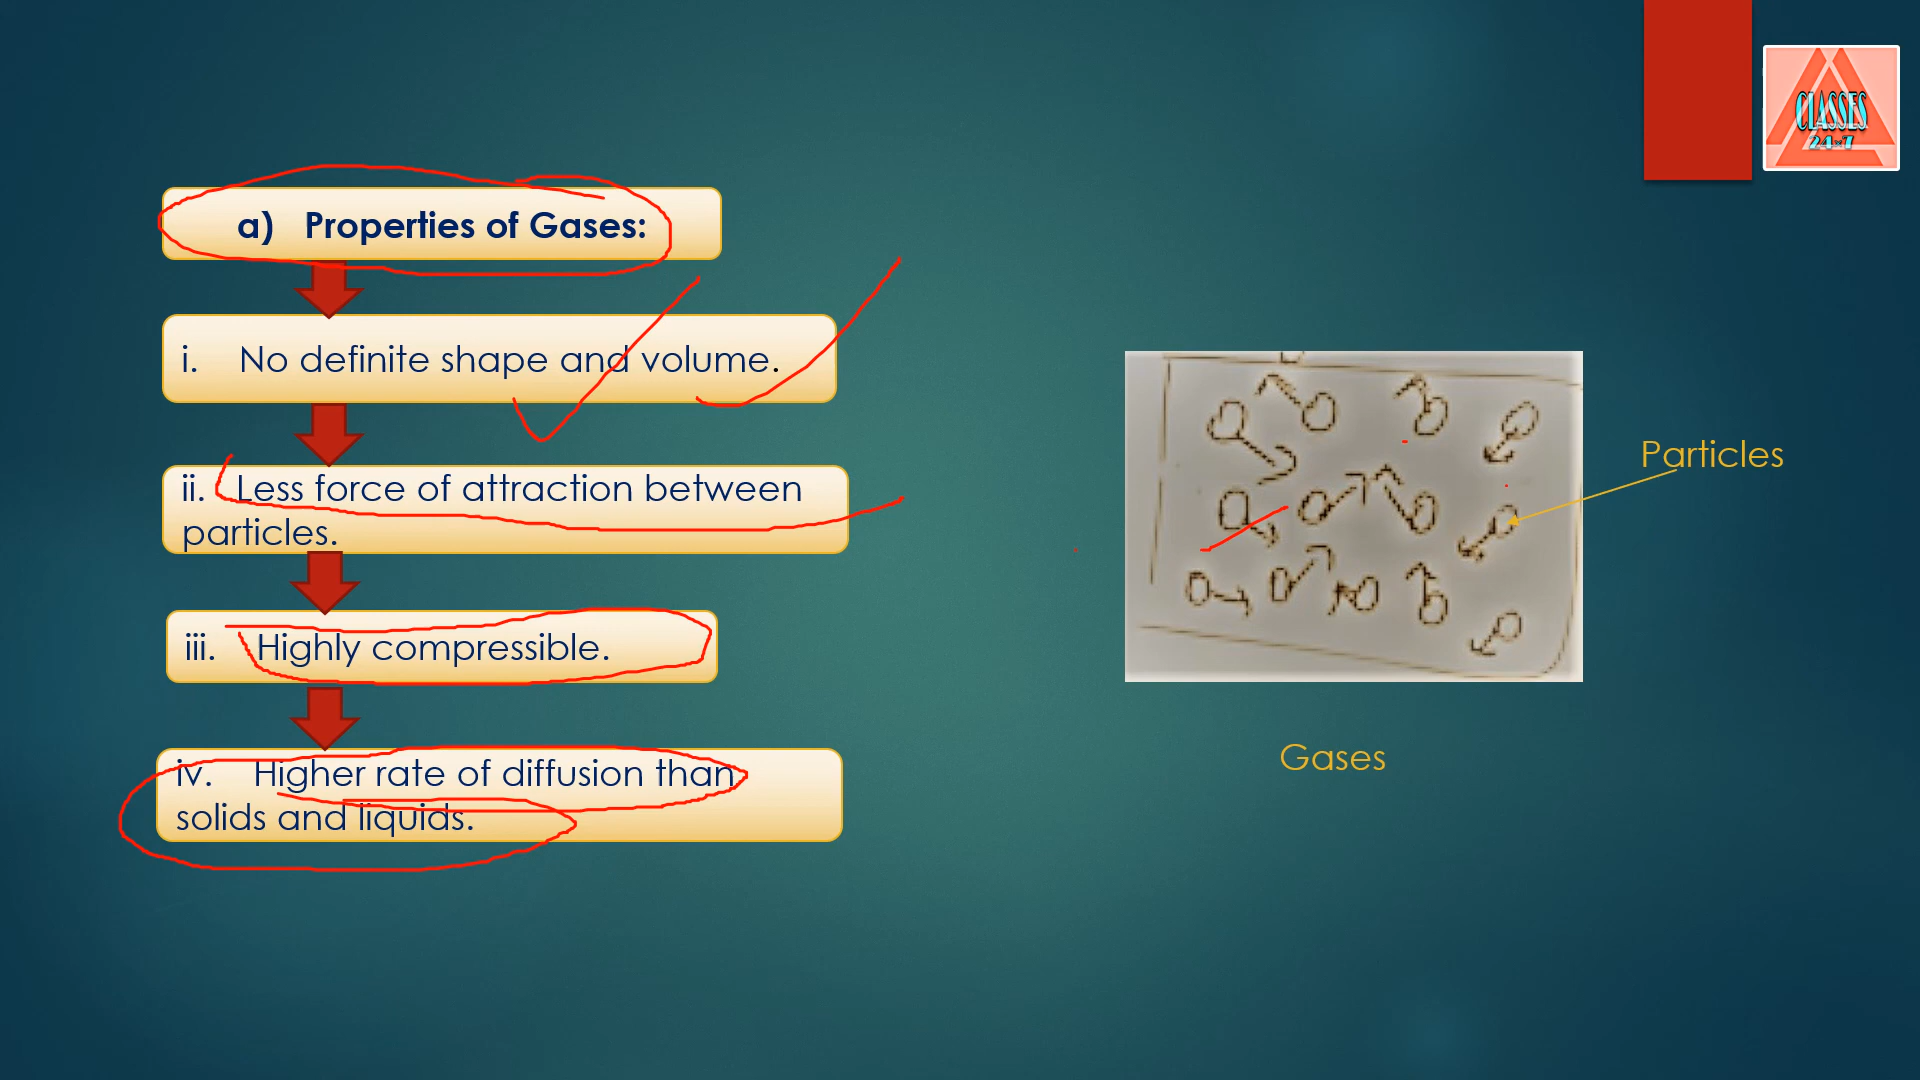 a) Properties of Gases:
i. No definite shape and volume.
ii. Less force of attraction between
particles.
iii. Highly compressible.
iv. Higher rate of diffusion than
solids and liquids.
Particles
Gases
CLASSES
24x7